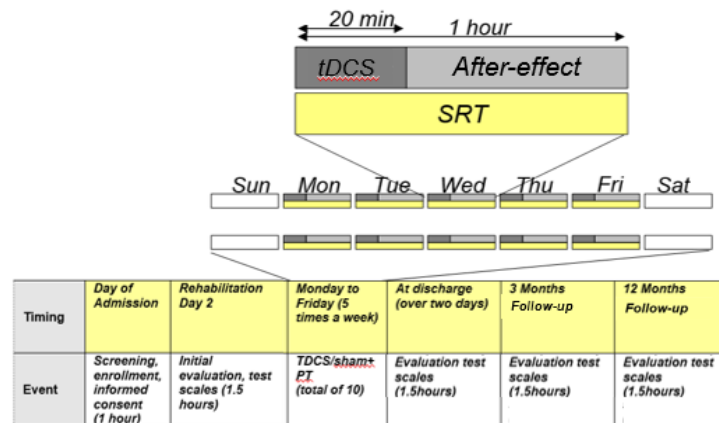 20 min
1 hour
tDCS
After-effect
SRT
Sun Mon Tue Wed Thu Fri Sat
Timing
Day of
Admission
Rehabilitation
Day 2
Monday to
Friday (5
times a week)
At discharge
(over two days)
3 Months
Follow-up
12 Months
Follow-up
Event
Screening,
enrollment,
informed
consent
(1 hour)
Initial
evaluation, test
scales (1.5
hours)
TDCS/sham+
PT
(total of 10)
Evaluation test
scales
(1.5hours)
Evaluation test
scales
(1.5hours)
Evaluation test
scales
(1.5hours)